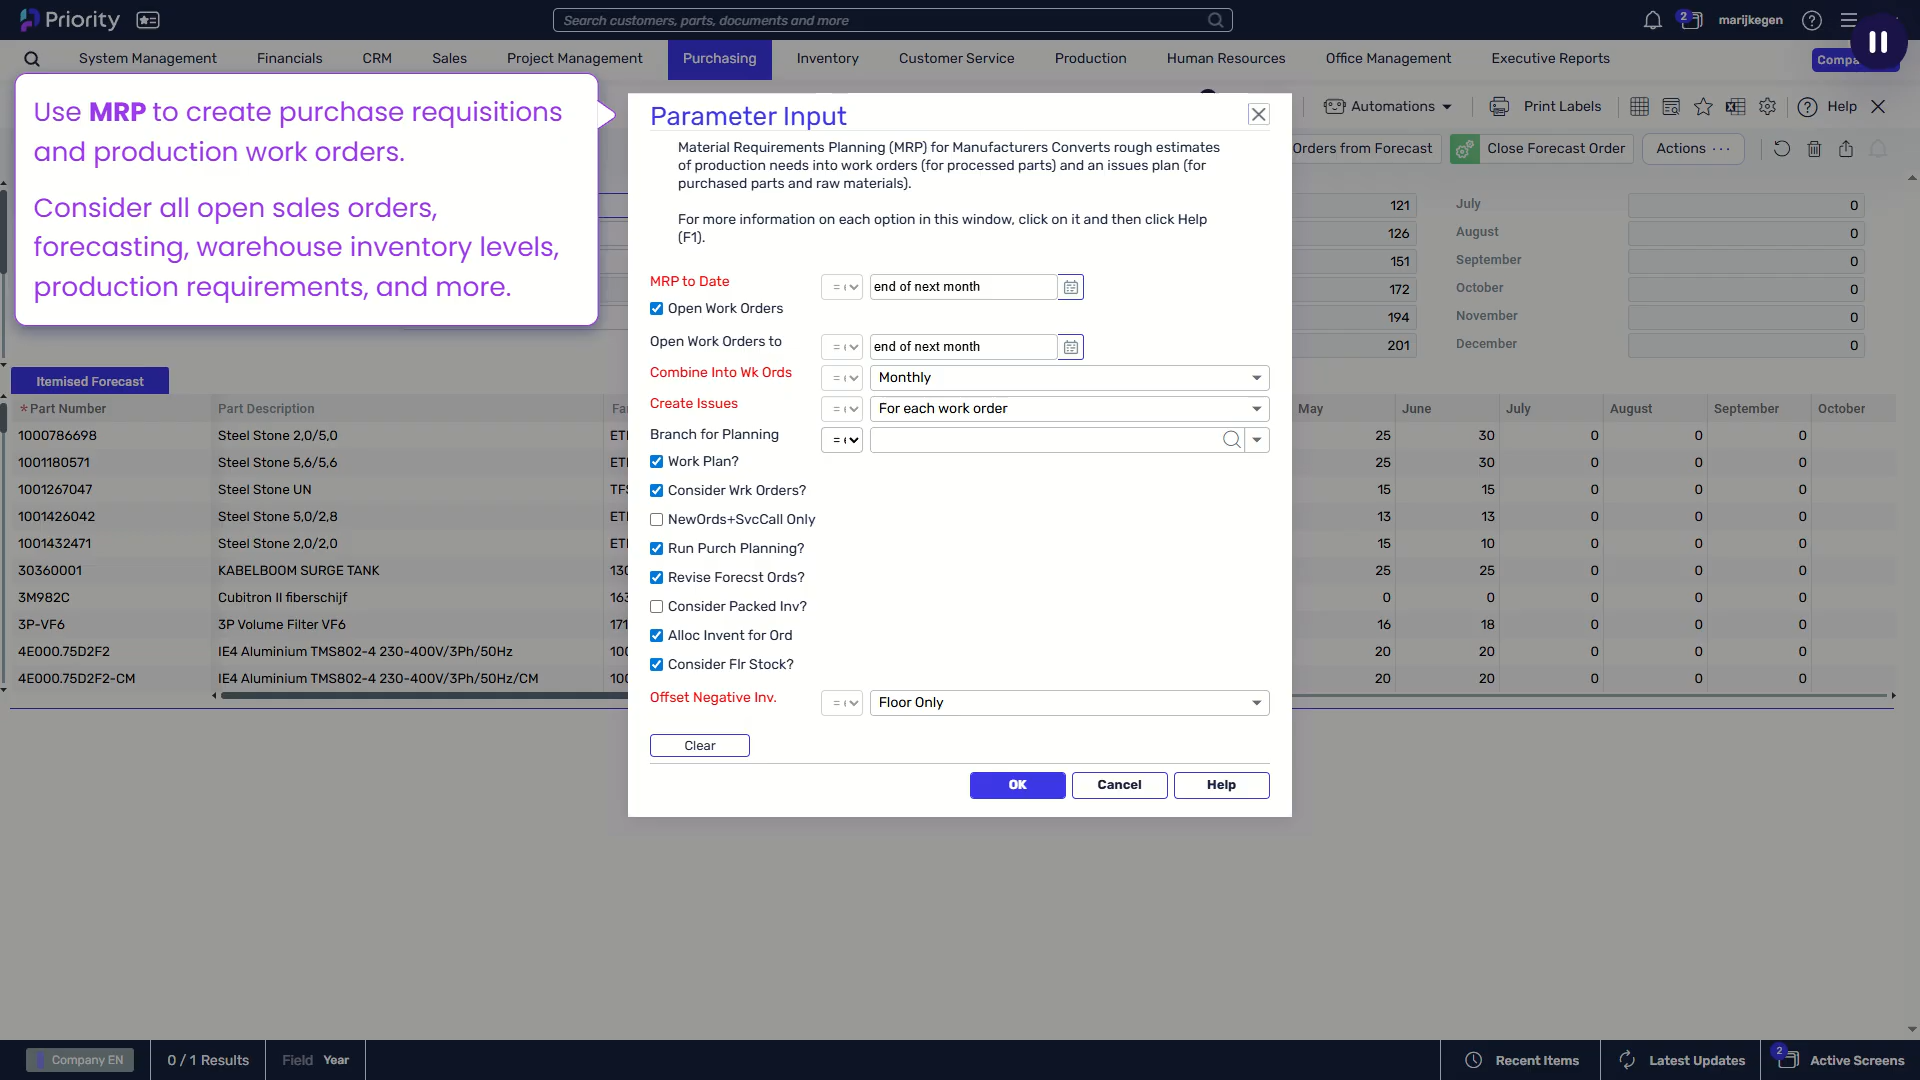 Priority
Search customers, parts, documents and more
2
marijkegen
System Management
Financials
CRM
Sales
Project Management
Purchasing
Inventory
Customer Service
Production
Human Resources
Office Management
Executive Reports
Use MRP to create purchase requisitions
and production work orders.
Consider all open sales orders,
forecasting, warehouse inventory levels,
production requirements, and more.
Automations
Print Labels
Help
Orders from Forecast
Close Forecast Order
Actions ···
121 July 0
126 August 0
151 September 0
172 October 0
194 November 0
201 December 0
Parameter Input
Material Requirements Planning (MRP) for Manufacturers Converts rough estimates
of production needs into work orders (for processed parts) and an issues plan (for
purchased parts and raw materials).
For more information on each option in this window, click on it and then click Help
(F1).
MRP to Date = end of next month
Open Work Orders
Open Work Orders to = end of next month
Combine Into Wk Ords = Monthly
Create Issues = For each work order
Branch for Planning =
Work Plan?
Consider Wrk Orders?
NewOrds+SvcCall Only
Run Purch Planning?
Revise Forecst Ords?
Consider Packed Inv?
Alloc Invent for Ord
Consider Flr Stock?
Offset Negative Inv. = Floor Only
Clear
OK
Cancel
Help
Itemised Forecast
*Part Number Part Description May June July August September October
1000786698 Steel Stone 2,0/5,0 25 30 0 0 0
1001180571 Steel Stone 5,6/5,6 25 30 0 0 0
1001267047 Steel Stone UN 15 15 0 0 0
1001426042 Steel Stone 5,0/2,8 13 13 0 0 0
1001432471 Steel Stone 2,0/2,0 15 10 0 0 0
30360001 KABELBOOM SURGE TANK 25 25 0 0 0
3M982C Cubitron II fiberschijf 0 0 0 0 0
3P-VF6 3P Volume Filter VF6 16 18 0 0 0
4E000.75D2F2 IE4 Aluminium TMS802-4 230-400V/3Ph/50Hz 20 20 0 0 0
4E000.75D2F2-CM IE4 Aluminium TMS802-4 230-400V/3Ph/50Hz/CM 20 20 0 0 0
Company EN
0 / 1 Results
Field Year
Recent Items
Latest Updates
2
Active Screens